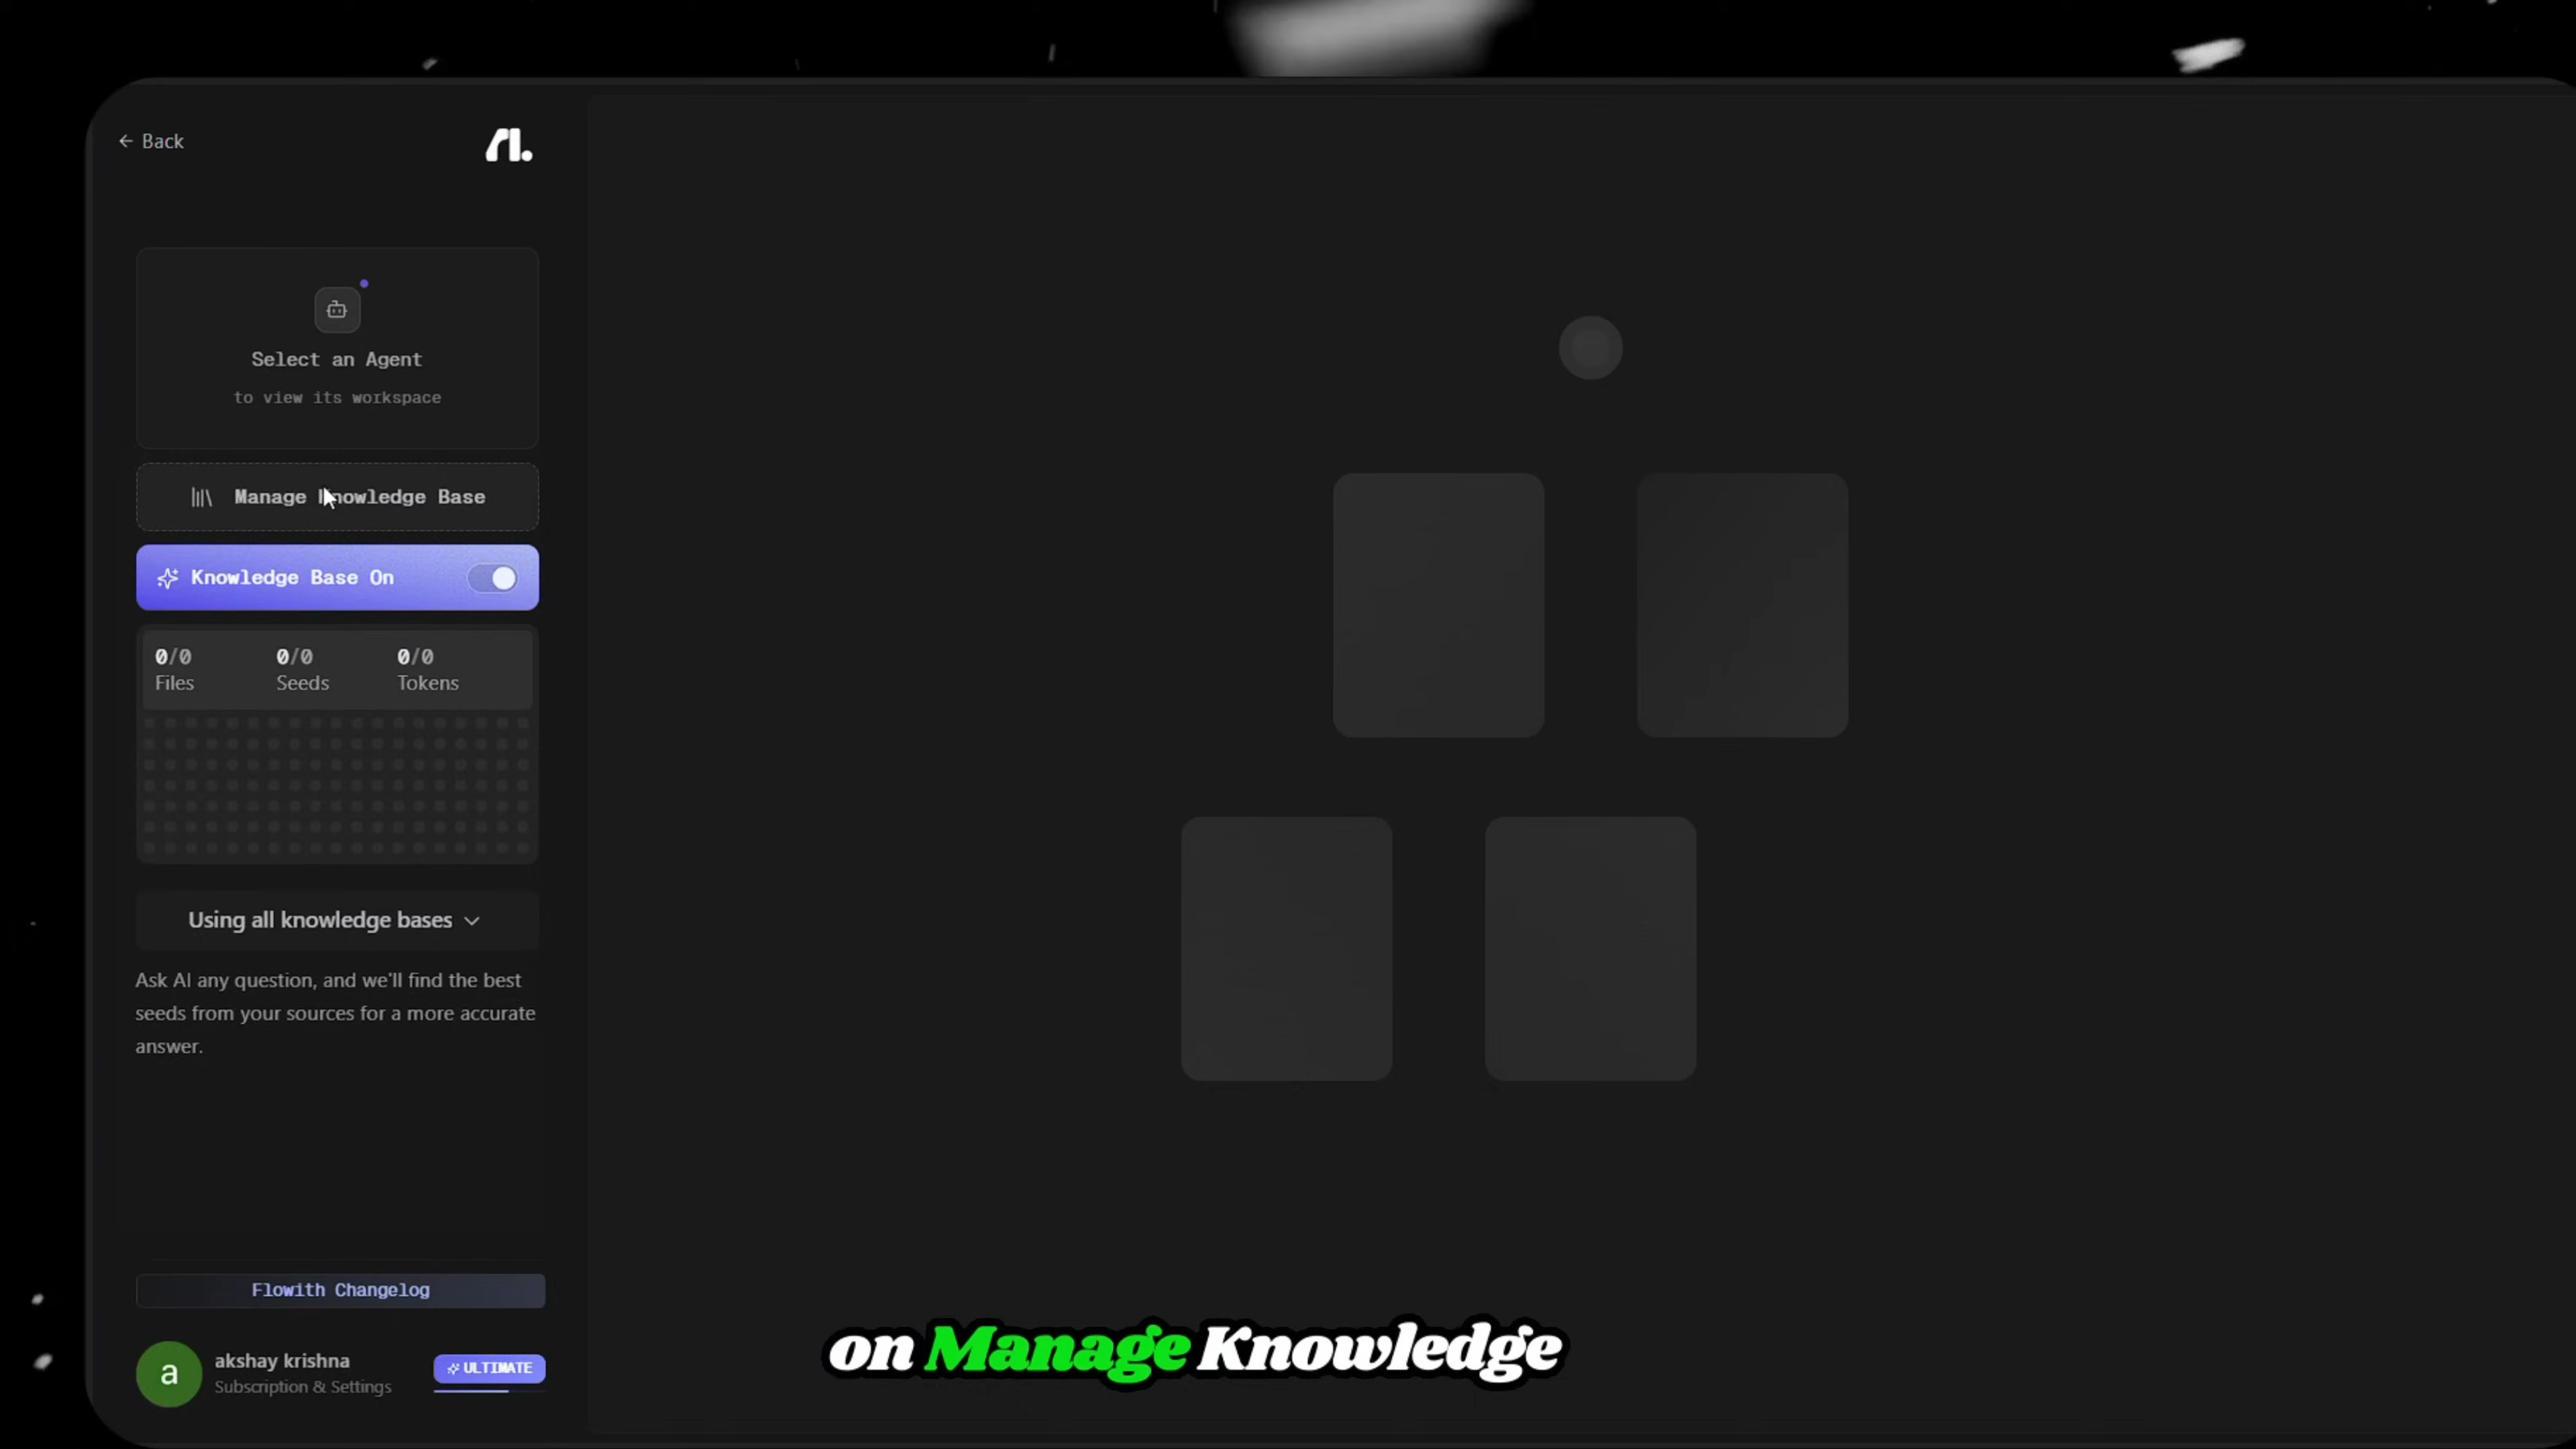 Back
Select an Agent
to view its workspace
Manage Knowledge Base
Knowledge Base On
0/0 0/0 0/0
Files Seeds Tokens
Using all knowledge bases
Ask AI any question, and we'll find the best
seeds from your sources for a more accurate
answer.
Flowith Changelog
akshay krishna
Subscription & Settings
a
ULTIMATE
on Manage Knowledge